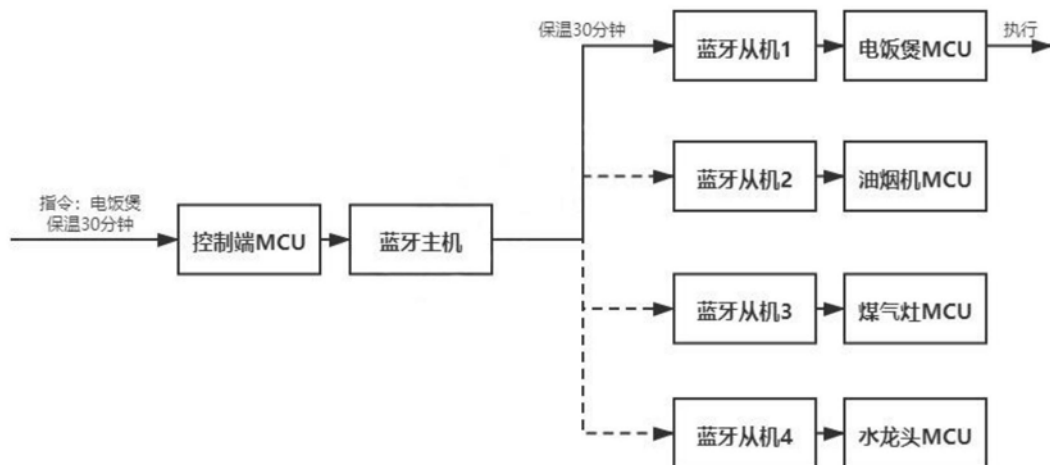 保温30分钟
蓝牙从机1
电饭煲MCU
执行
蓝牙从机2
油烟机MCU
指令：电饭煲
保温30分钟
控制端MCU
蓝牙主机
蓝牙从机3
煤气灶MCU
蓝牙从机4
水龙头MCU